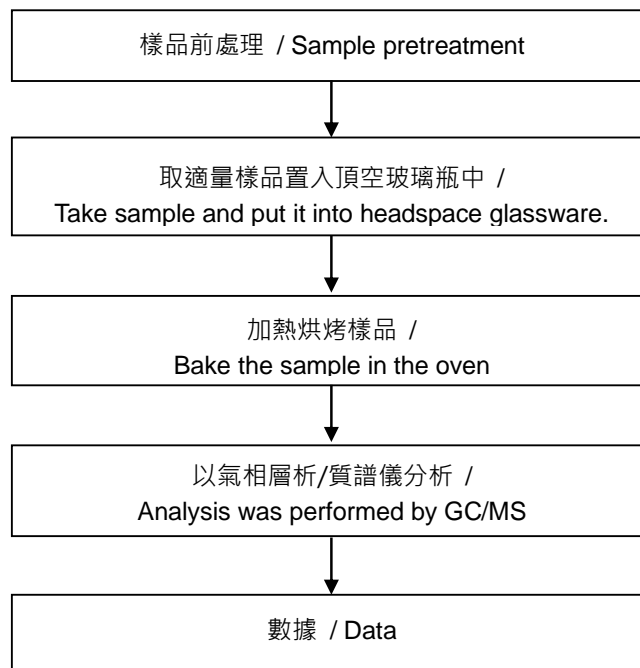 樣品前處理 / Sample pretreatment
取適量樣品置入頂空玻璃瓶中 /
Take sample and put it into headspace glassware.
加熱烘烤樣品 /
Bake the sample in the oven
以氣相層析/質譜儀分析 /
Analysis was performed by GC/MS
數據 / Data